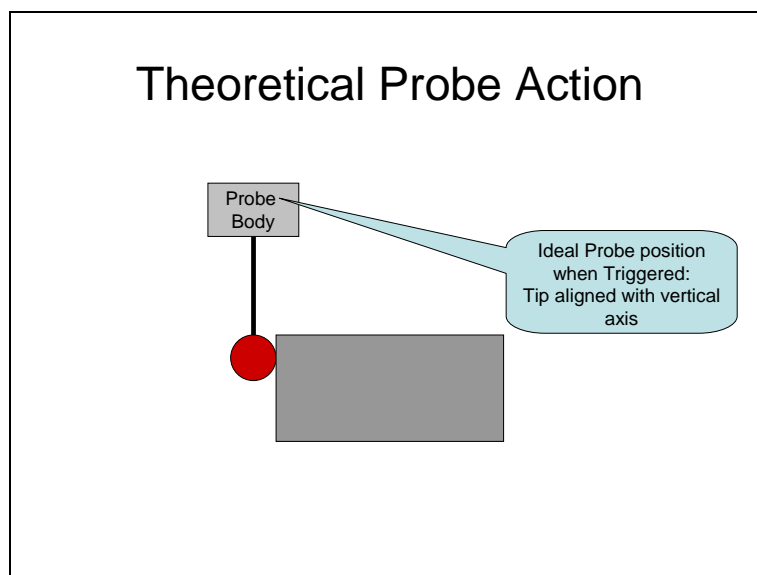 Theoretical Probe Action
Probe
Body
Ideal Probe position
when Triggered:
Tip aligned with vertical
axis